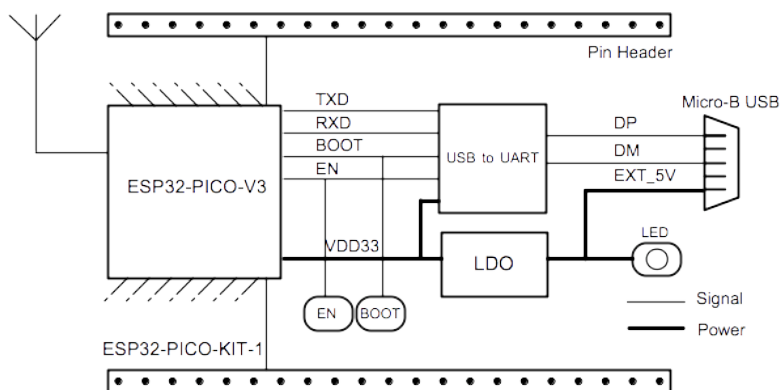 Pin Header
Micro-B USB
TXD
RXD
BOOT
EN
ESP32-PICO-V3
USB to UART
DP
DM
EXT_5V
VDD33
LDO
LED
EN
BOOT
Signal
Power
ESP32-PICO-KIT-1